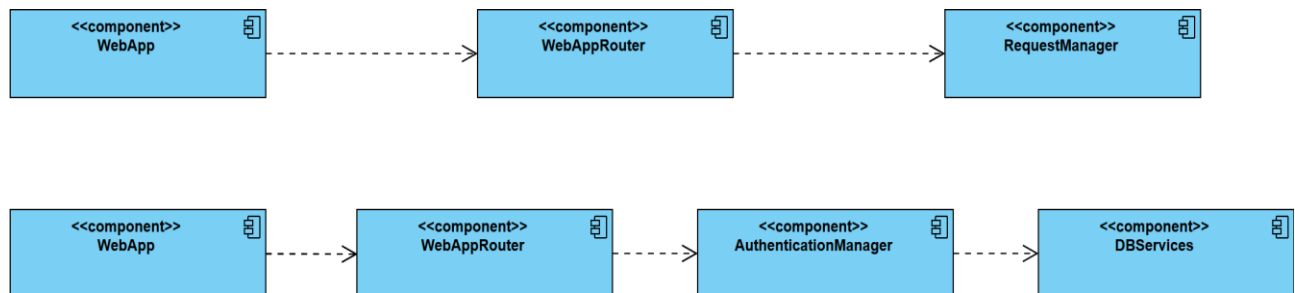 <<component>>
WebApp
<<component>>
WebAppRouter
<<component>>
RequestManager
<<component>>
WebApp
<<component>>
WebAppRouter
<<component>>
AuthenticationManager
<<component>>
DBServices